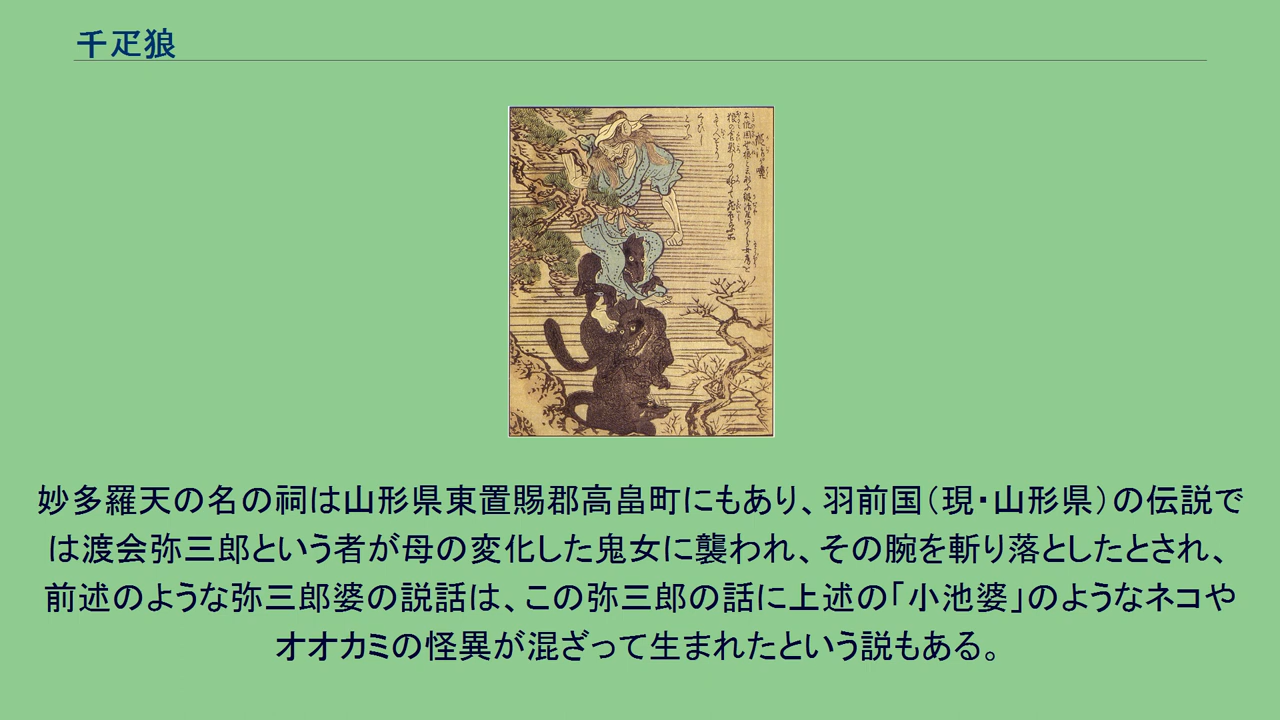 千疋狼
妙多羅天の名の祠は山形県東置賜郡高畠町にもあり、羽前国（現・山形県）の伝説で
は渡会弥三郎という者が母の変化した鬼女に襲われ、その腕を斬り落としたとされ、
前述のような弥三郎婆の説話は、この弥三郎の話に上述の「小池婆」のようなネコや
オオカミの怪異が混ざって生まれたという説もある。